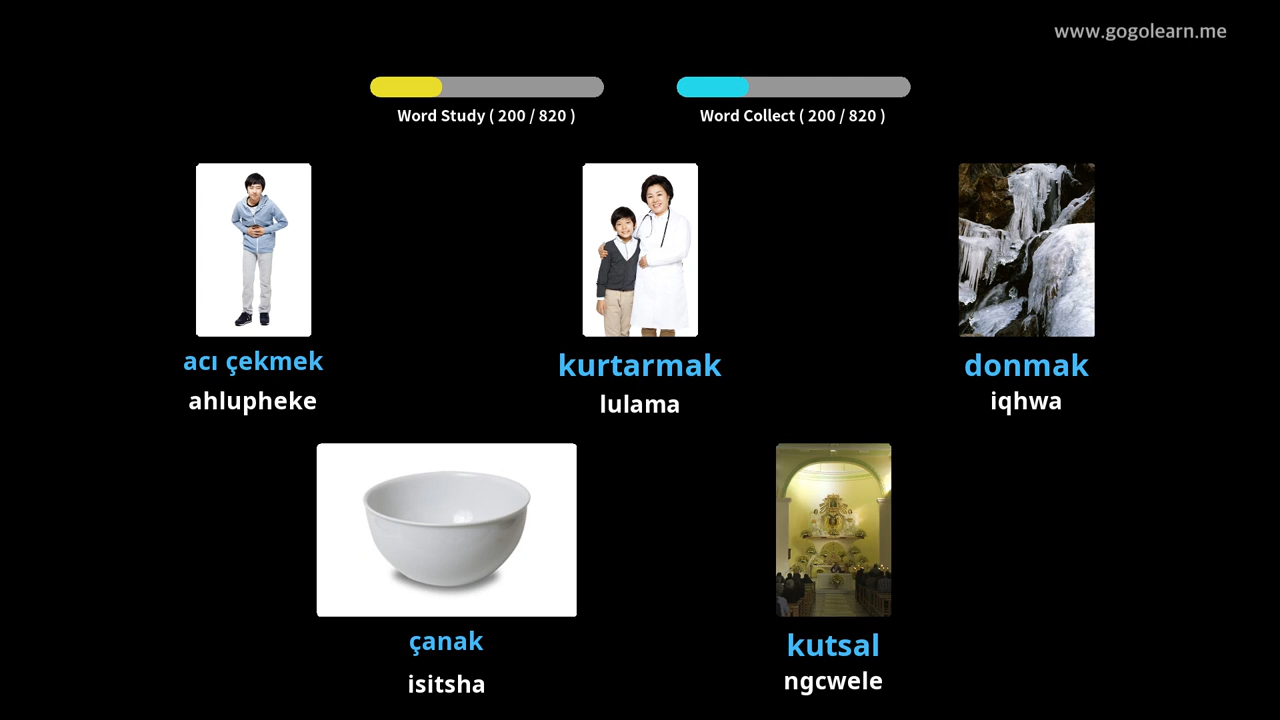 www.gogolearn.me
Word Study ( 200 / 820 )
Word Collect ( 200 / 820 )
acı çekmek
ahlupheke
kurtarmak
lulama
donmak
iqhwa
çanak
isitsha
kutsal
ngcwele